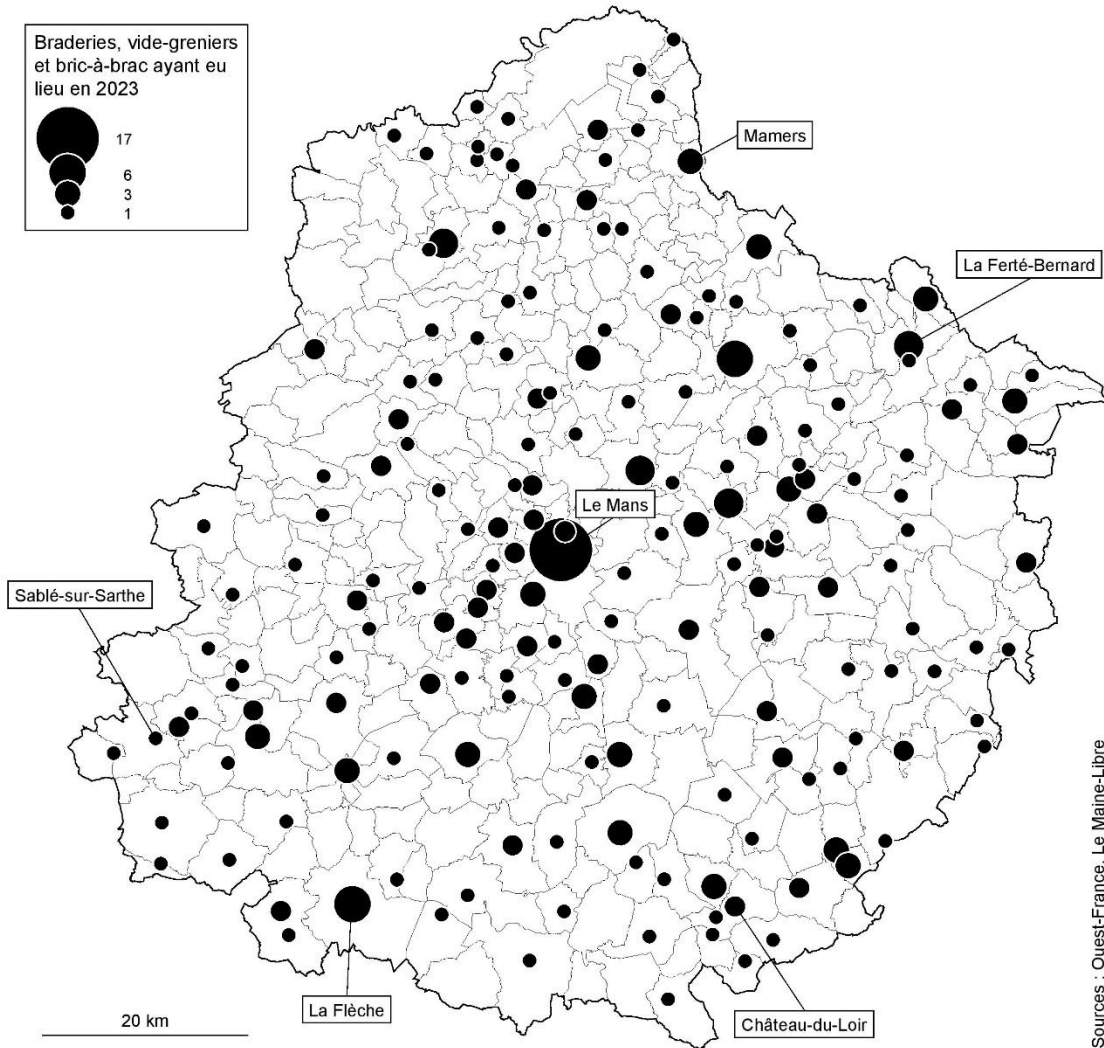 Braderies, vide-greniers
et bric-à-brac ayant eu
lieu en 2023
17
6
3
1
Mamers
La Ferté-Bernard
Le Mans
Sablé-sur-Sarthe
La Flèche
Château-du-Loir
20 km
Sources : Ouest-France, Le Maine-Libre